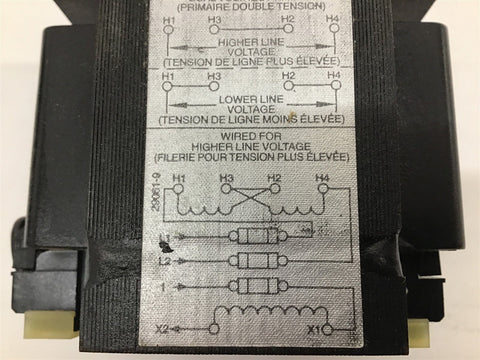 (PRIMAIRE DOUBLE TENSION)
H1 H3 H2 H4
HIGHER LINE
VOLTAGE
(TENSION DE LIGNE PLUS ÉLEVÉE)
H1 H3 H2 H4
LOWER LINE
VOLTAGE
(TENSION DE LIGNE MOINS ÉLEVÉE)
WIRED FOR
HIGHER LINE VOLTAGE
(FILERIE POUR TENSION PLUS ÉLEVÉE)
29061-9
H1 H3 H2 H4
L2
1
X2 X1